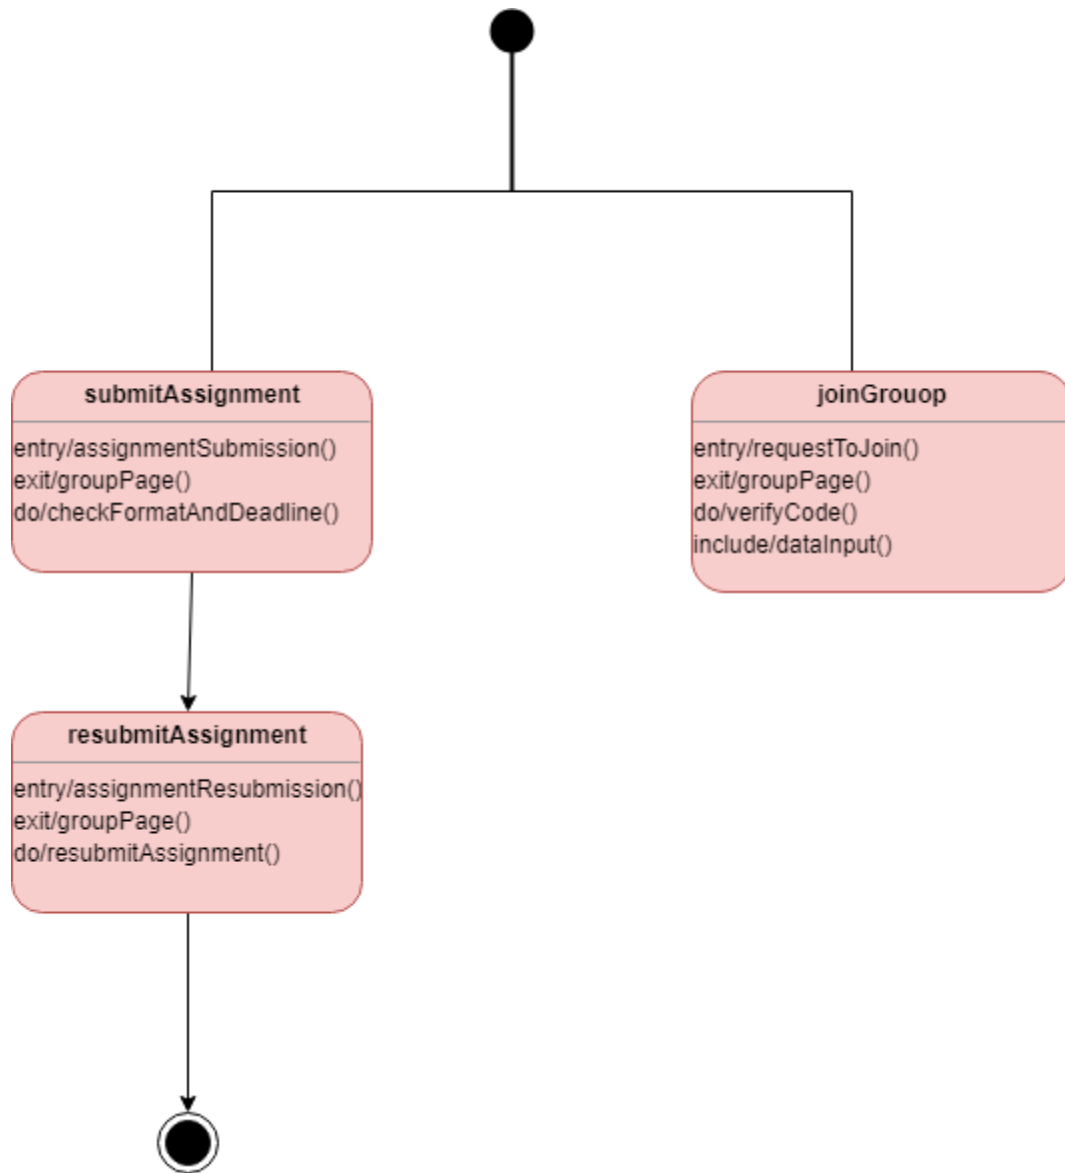 submitAssignment
entry/assignmentSubmission()
exit/groupPage()
do/checkFormatAndDeadline()
joinGrouop
entry/requestToJoin()
exit/groupPage()
do/verifyCode()
include/dataInput()
resubmitAssignment
entry/assignmentResubmission()
exit/groupPage()
do/resubmitAssignment()